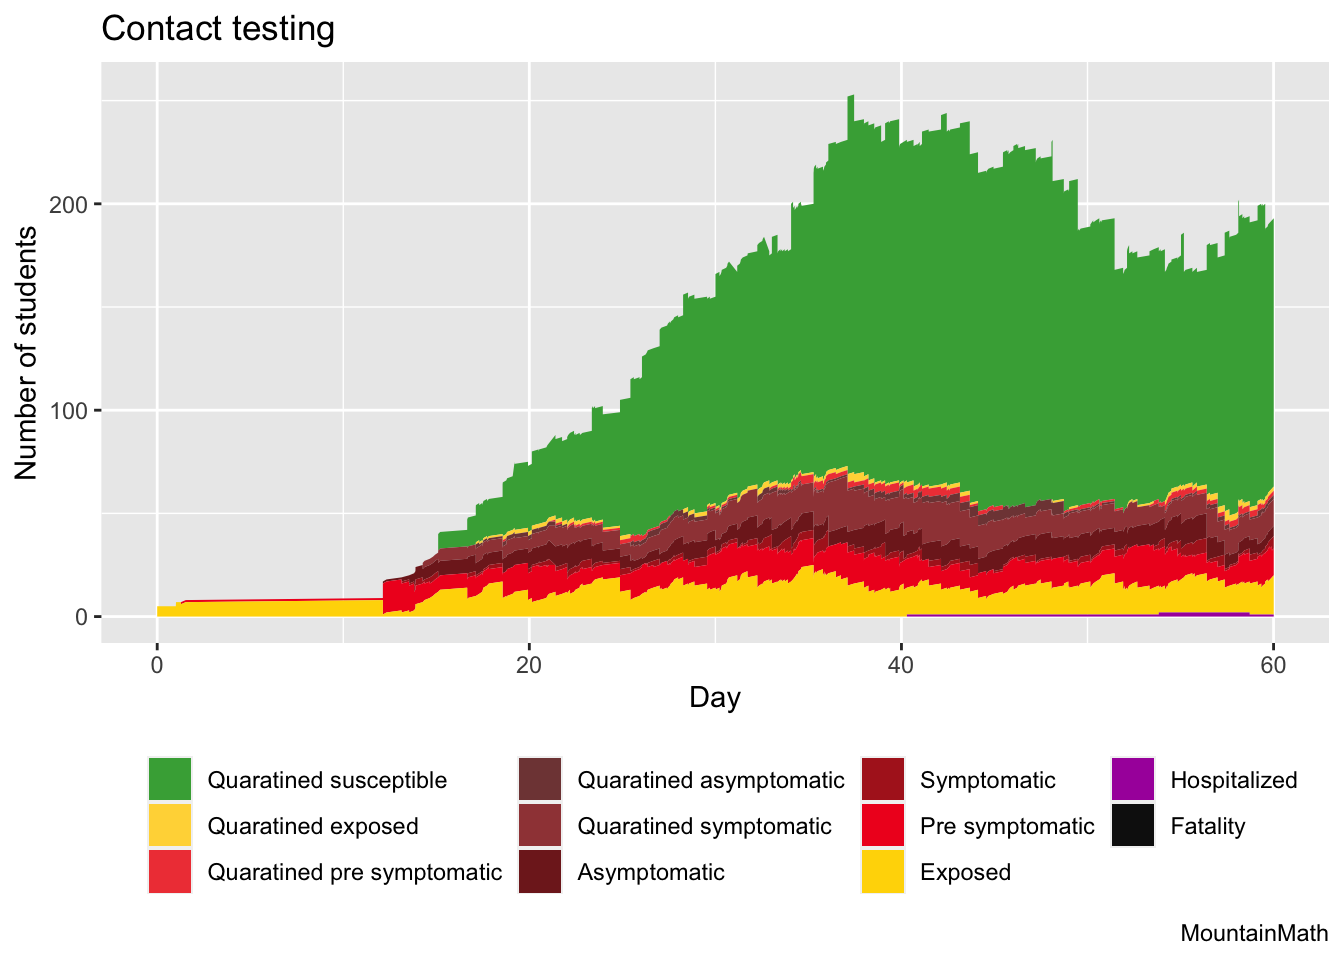 Contact testing
Number of students
200
100
0
0
20
40
60
Day
Quaratined susceptible
Quaratined exposed
Quaratined pre symptomatic
Quaratined asymptomatic
Quaratined symptomatic
Asymptomatic
Symptomatic
Pre symptomatic
Exposed
Hospitalized
Fatality
MountainMath